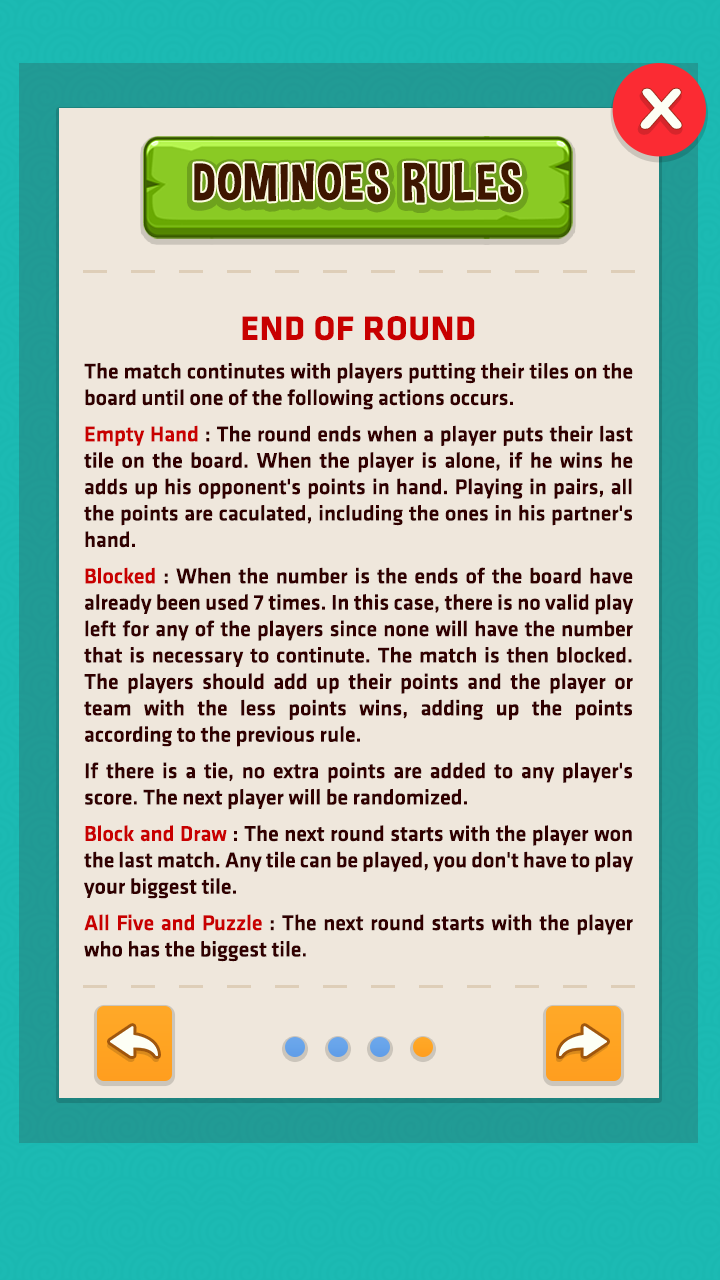 DOMINOES RULES
END OF ROUND
The match continutes with players putting their tiles on the
board until one of the following actions occurs.
Empty Hand : The round ends when a player puts their last
tile on the board. When the player is alone, if he wins he
adds up his opponent's points in hand. Playing in pairs, all
the points are caculated, including the ones in his partner's
hand.
Blocked : When the number is the ends of the board have
already been used 7 times. In this case, there is no valid play
left for any of the players since none will have the number
that is necessary to continute. The match is then blocked.
The players should add up their points and the player or
team with the less points wins, adding up the points
according to the previous rule.
If there is a tie, no extra points are added to any player's
score. The next player will be randomized.
Block and Draw : The next round starts with the player won
the last match. Any tile can be played, you don't have to play
your biggest tile.
All Five and Puzzle : The next round starts with the player
who has the biggest tile.